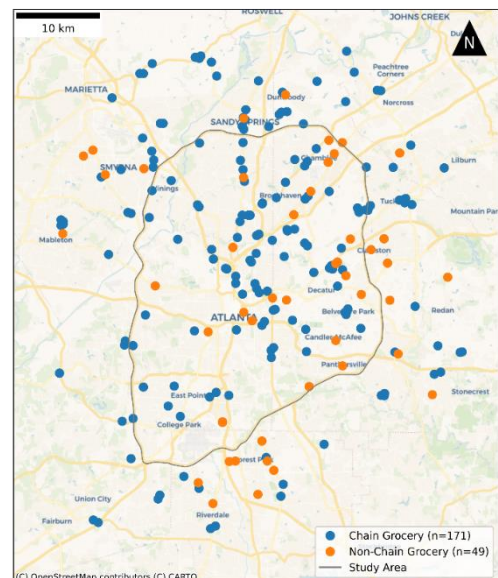 ROSWELL
10 km
JOHNS CREEK
N
Peachtree
Corners
MARIETTA
Dunwoody
Norcross
SANDY SPRINGS
Chamblee
Lilburn
SMYRNA
Vinings
Brookhaven
Tucker
Mountain Park
Mableton
Clarkston
Decatur
ATLANTA
Belvedere Park
Redan
Candler-McAfee
Panthersville
East Point
Stonecrest
College Park
Forest Park
Union City
Riverdale
Fairburn
Chain Grocery (n=171)
Non-Chain Grocery (n=49)
Study Area
(C) OpenStreetMap contributors (C) CARTO